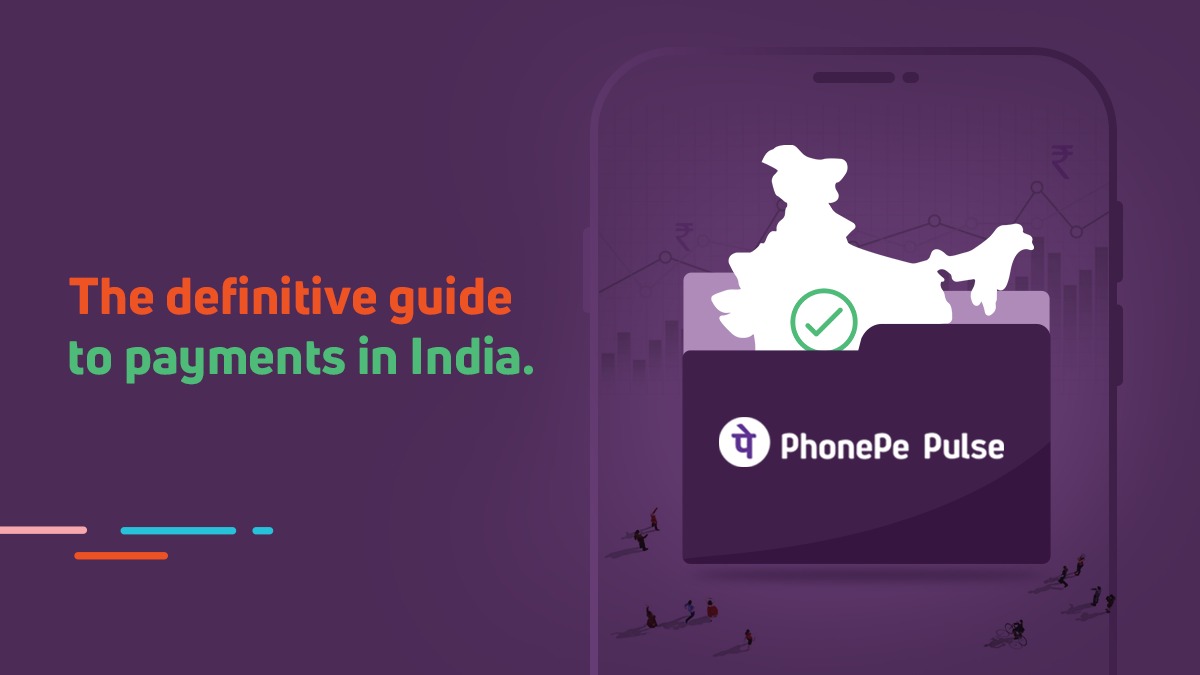 The definitive guide
to payments in India.
₹
₹
पे PhonePe Pulse